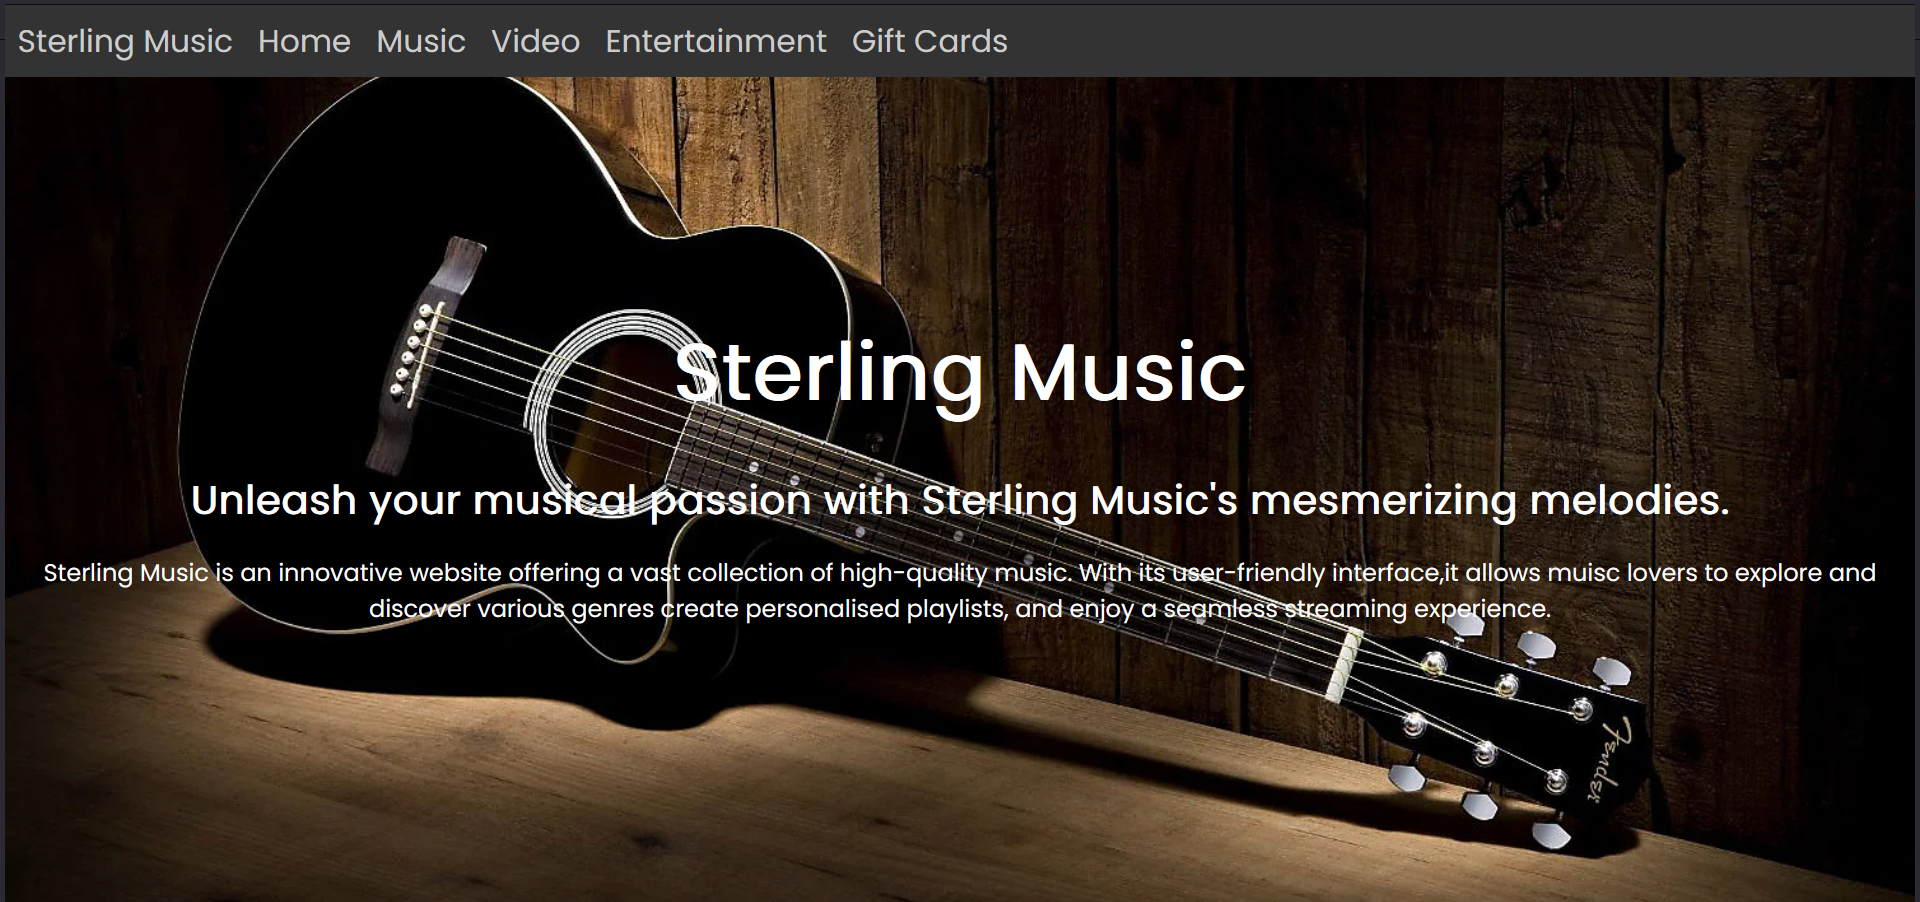 Sterling Music Home Music Video Entertainment Gift Cards
Sterling Music
Unleash your musical passion with Sterling Music's mesmerizing melodies.
Sterling Music is an innovative website offering a vast collection of high-quality music. With its user-friendly interface,it allows muisc lovers to explore and
discover various genres create personalised playlists, and enjoy a seamless streaming experience.
Fender